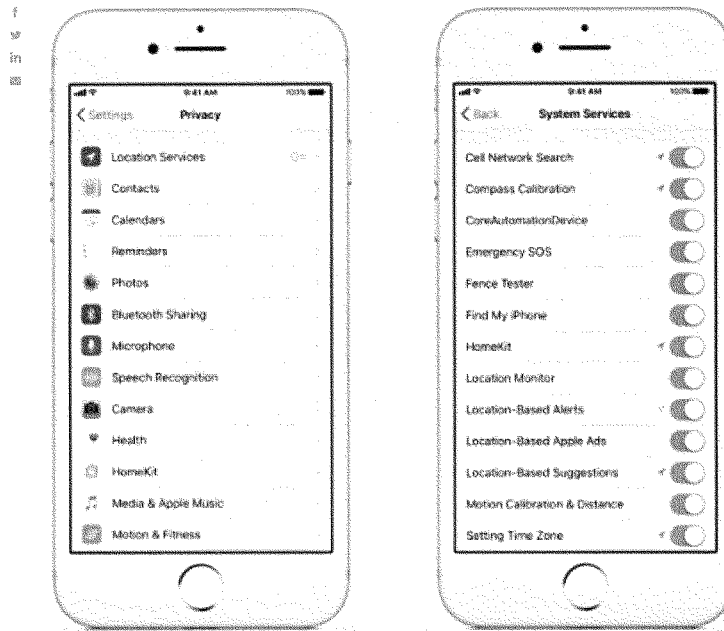 f
in
9:41 AM 100%
Settings Privacy
Location Services On
Contacts
Calendars
Reminders
Photos
Bluetooth Sharing
Microphone
Speech Recognition
Camera
Health
HomeKit
Media & Apple Music
Motion & Fitness
9:41 AM 100%
Back System Services
Cell Network Search
Compass Calibration
CoreAutomationDevice
Emergency SOS
Fence Tester
Find My iPhone
HomeKit
Location Monitor
Location-Based Alerts
Location-Based Apple Ads
Location-Based Suggestions
Motion Calibration & Distance
Setting Time Zone